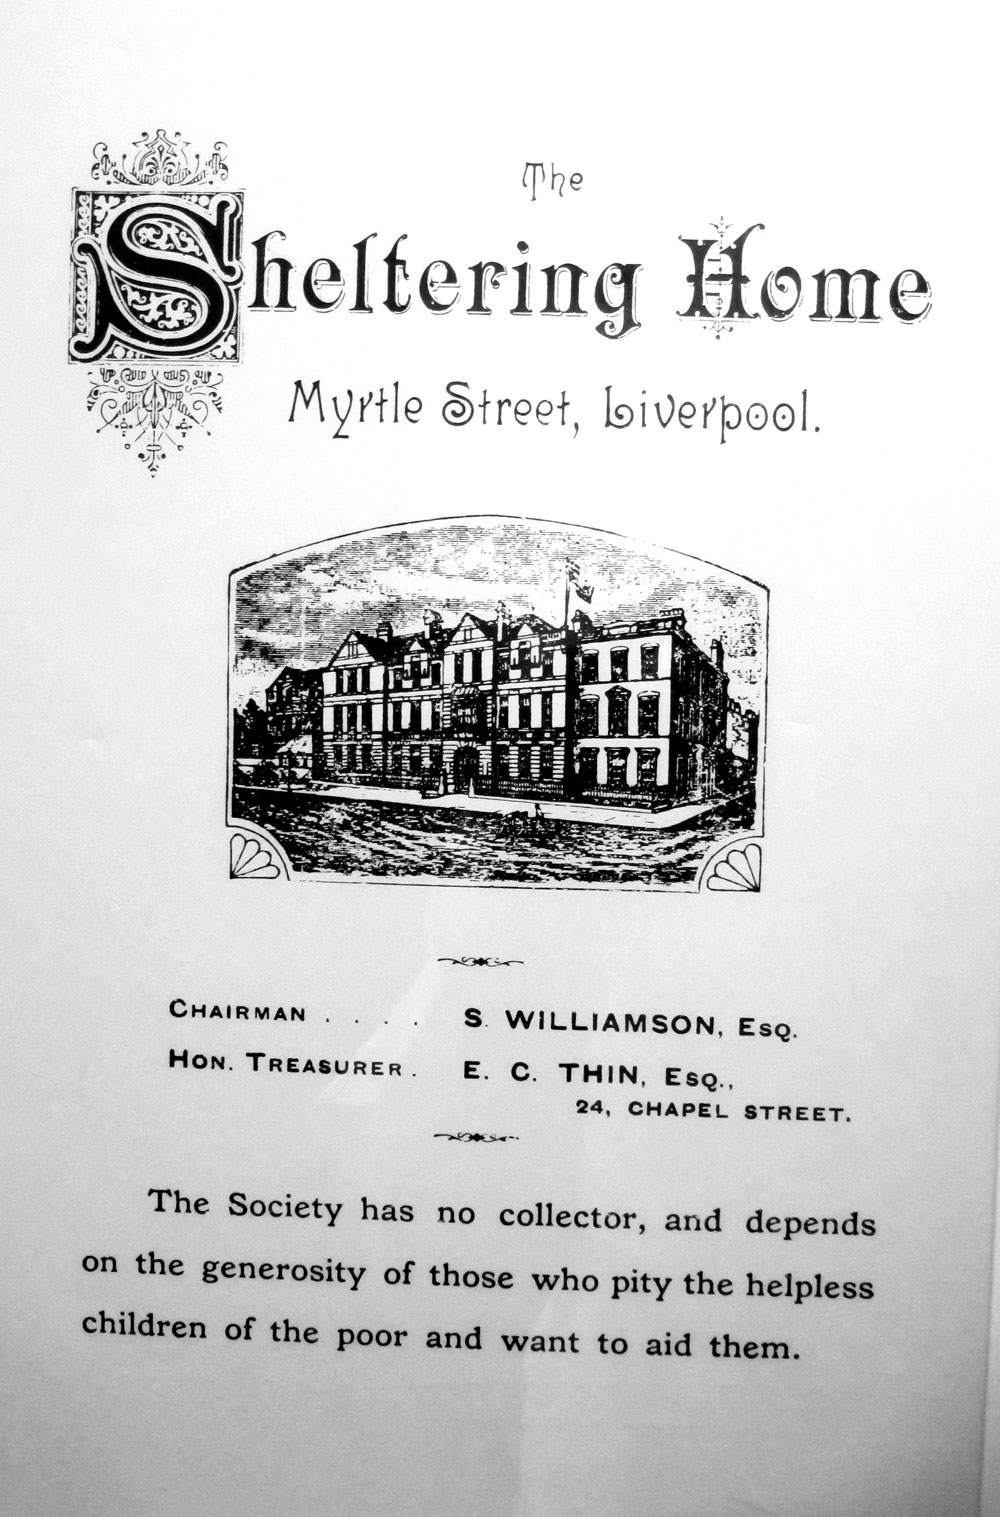 The
Sheltering Home
Myrtle Street, Liverpool.
CHAIRMAN . . . . S. WILLIAMSON, ESQ.
HON. TREASURER . E. C. THIN, ESQ.,
24, CHAPEL STREET.
The Society has no collector, and depends
on the generosity of those who pity the helpless
children of the poor and want to aid them.